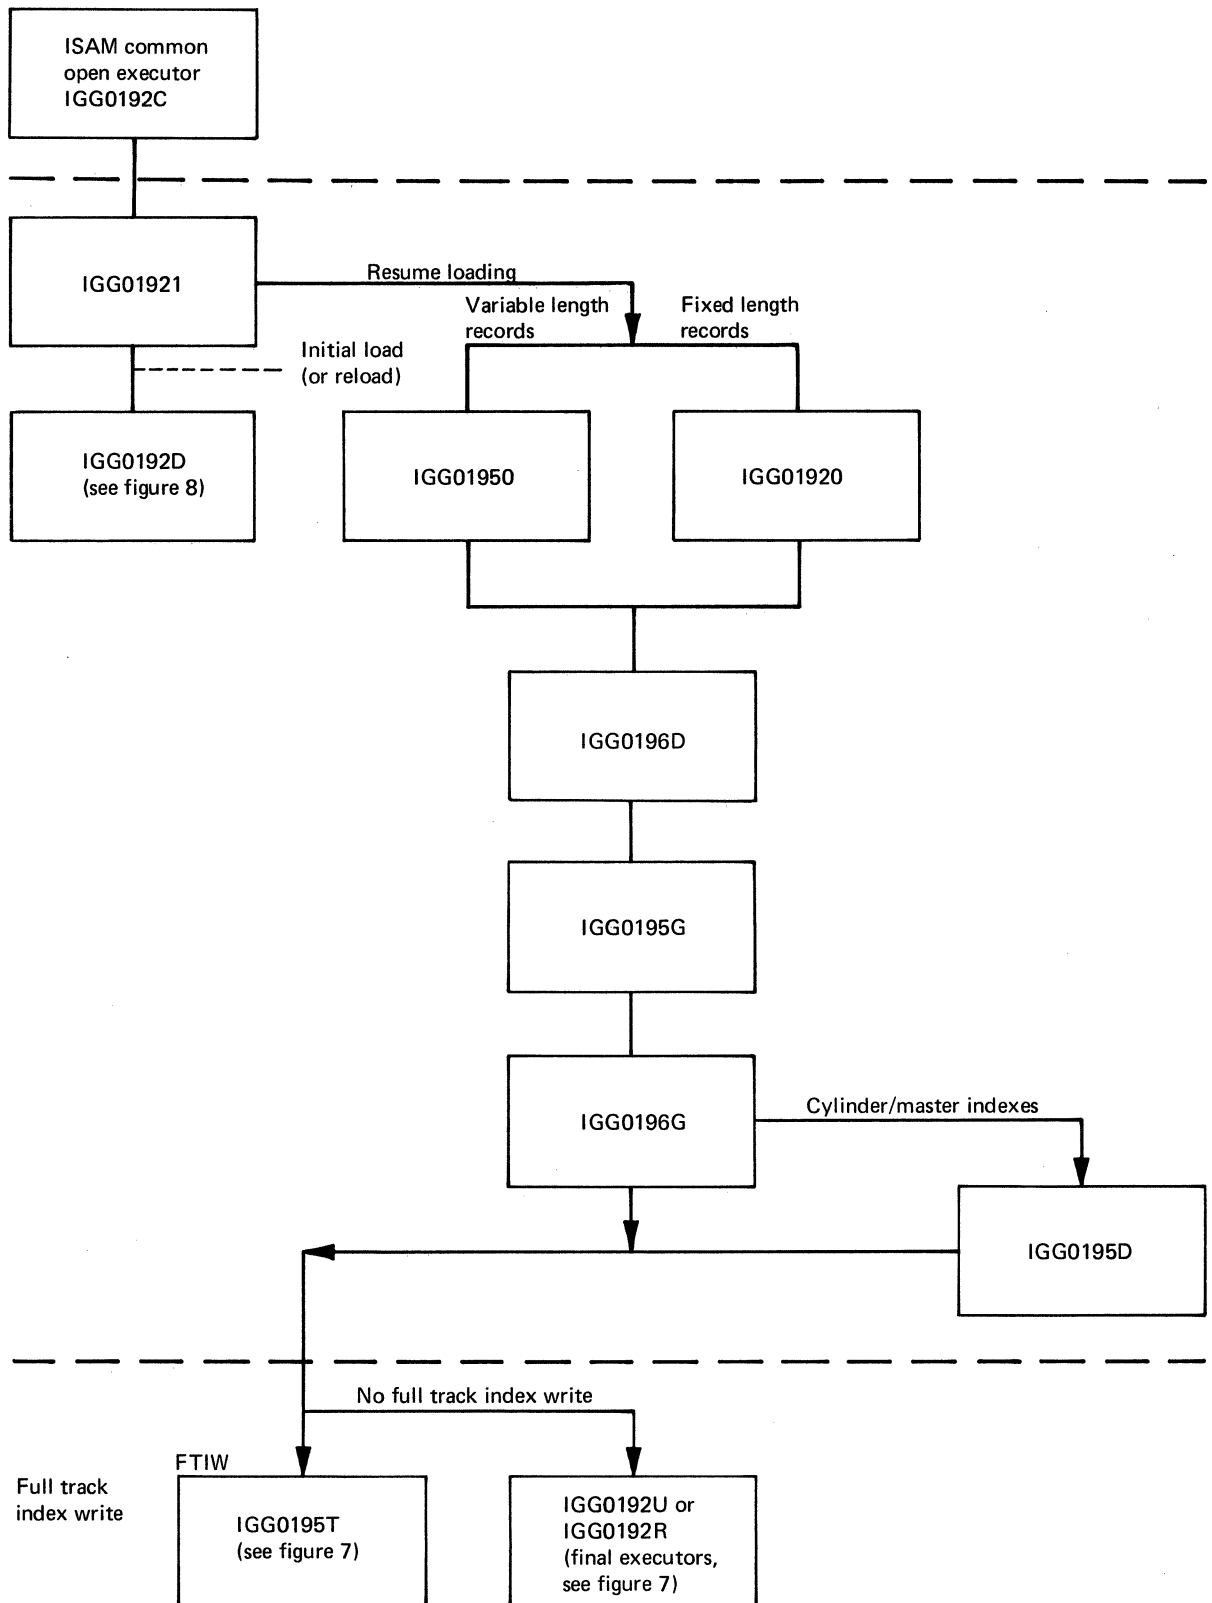 ISAM common
open executor
IGG0192C
IGG01921
Resume loading
Variable length
records
Fixed length
records
Initial load
(or reload)
IGG0192D
(see figure 8)
IGG01950
IGG01920
IGG0196D
IGG0195G
IGG0196G
Cylinder/master indexes
IGG0195D
No full track index write
FTIW
Full track
index write
IGG0195T
(see figure 7)
IGG0192U or
IGG0192R
(final executors,
see figure 7)